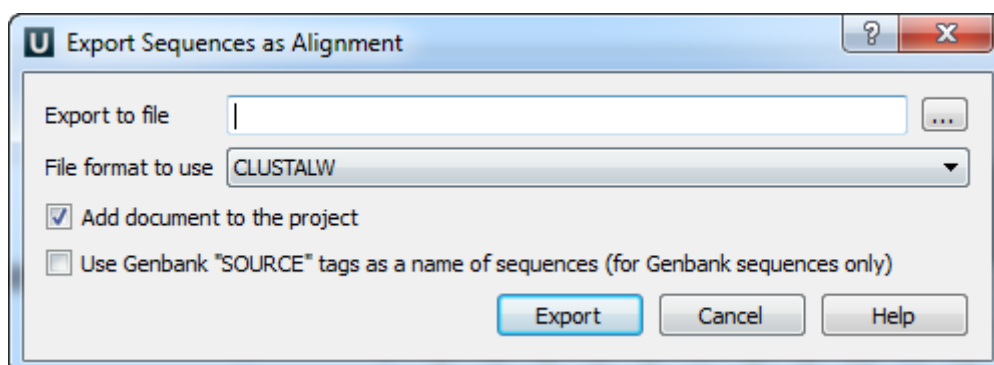 U Export Sequences as Alignment ? X
Export to file ...
File format to use CLUSTALW
Add document to the project
Use Genbank "SOURCE" tags as a name of sequences (for Genbank sequences only)
Export Cancel Help